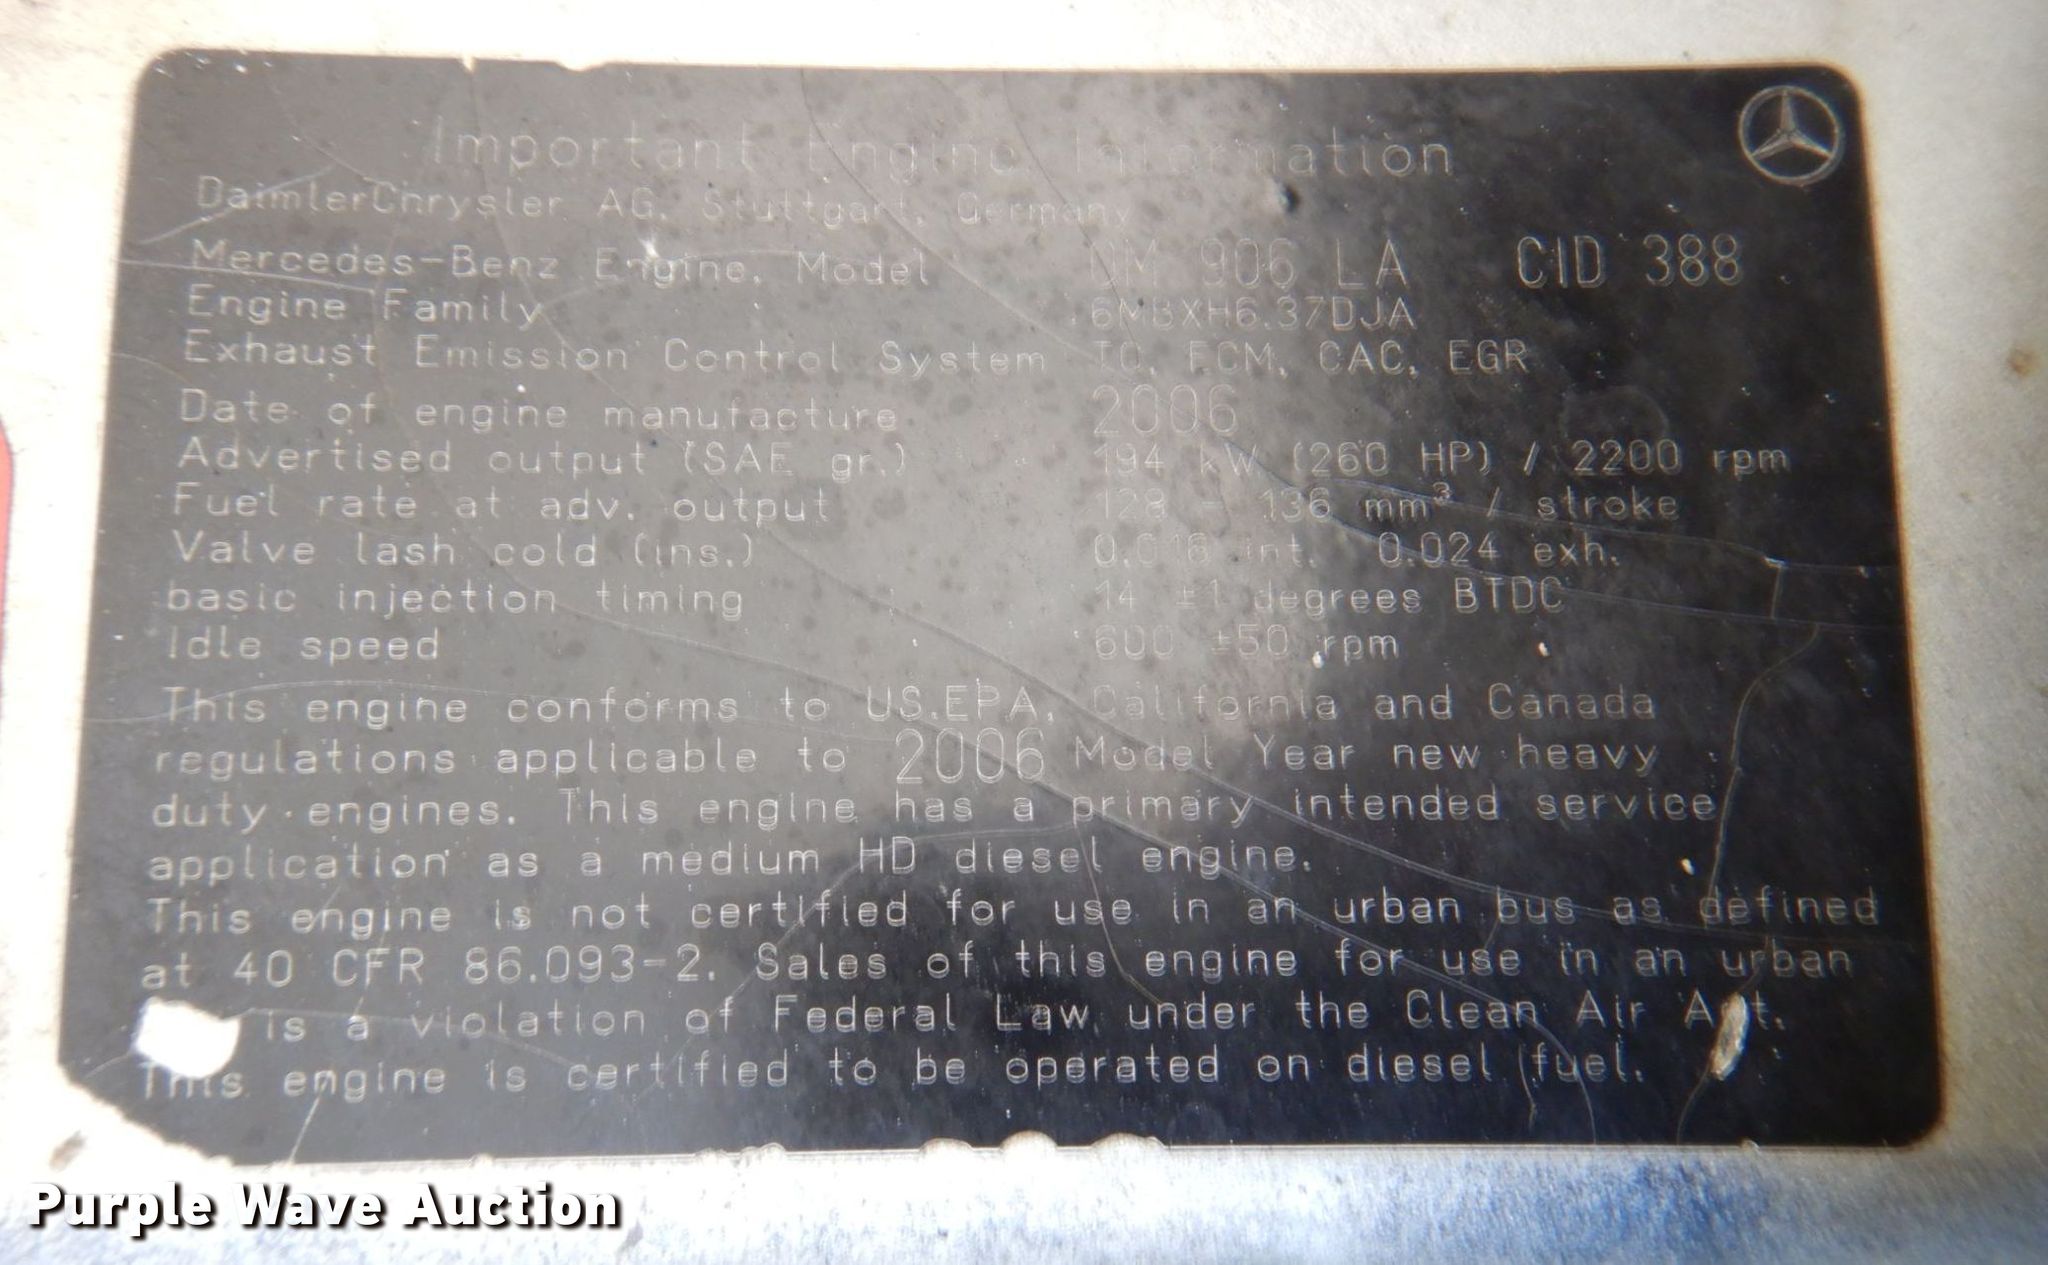 Important Engine Information
DaimlerChrysler AG, Stuttgart, Germany
Mercedes-Benz Engine, Model OM 906 LA CID 388
Engine Family 6MBXH6.37DJA
Exhaust Emission Control System TC, ECM, CAC, EGR
Date of engine manufacture 2006
Advertised output (SAE gr.) 194 kW (260 HP) / 2200 rpm
Fuel rate at adv. output 128 - 136 mm³ / stroke
Valve lash cold (ins.) 0.016 int. 0.024 exh.
basic injection timing 14 ±1 degrees BTDC
Idle speed 600 ±50 rpm
This engine conforms to US.EPA, California and Canada
regulations applicable to 2006 Model Year new heavy
duty engines. This engine has a primary intended service
application as a medium HD diesel engine.
This engine is not certified for use in an urban bus as defined
at 40 CFR 86.093-2. Sales of this engine for use in an urban
is a violation of Federal Law under the Clean Air Act.
This engine is certified to be operated on diesel fuel.
Purple Wave Auction